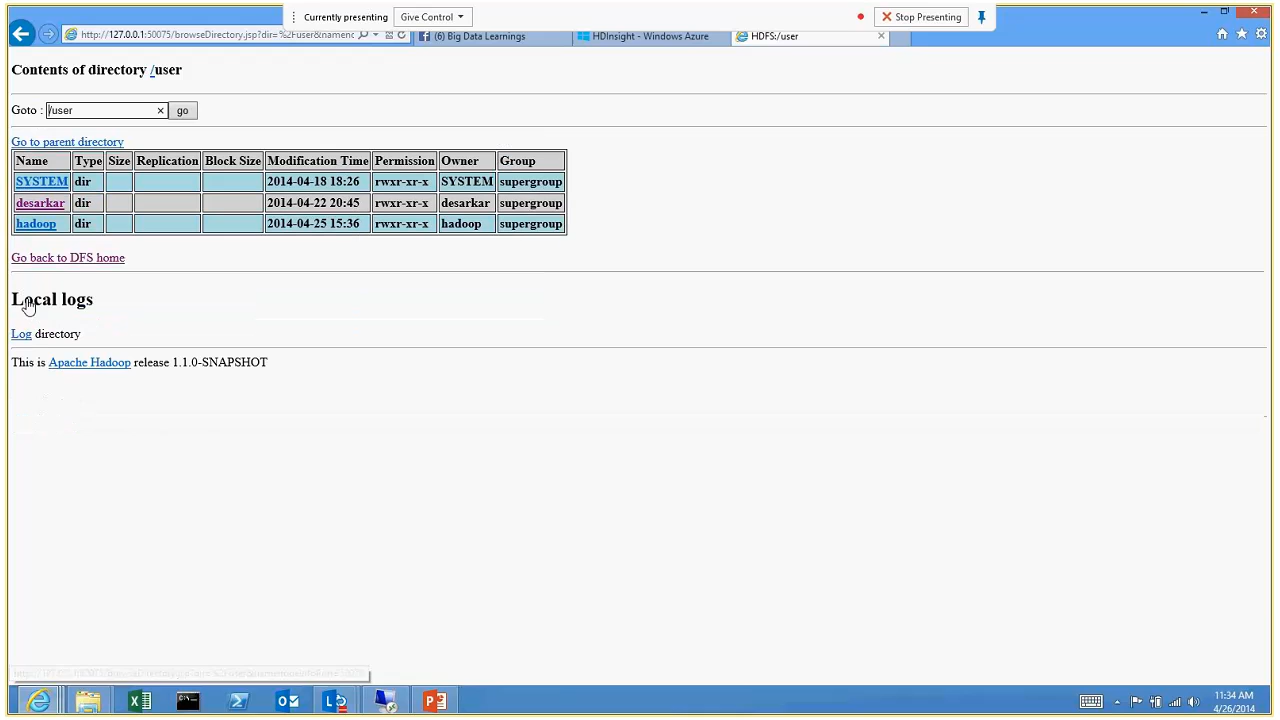 Currently presenting Give Control Stop Presenting
http://127.0.0.1:50075/browseDirectory.jsp?dir=%2Fuser&namenc (6) Big Data Learnings HDInsight - Windows Azure HDFS:/user
Contents of directory /user
Goto : /user go
Go to parent directory
Name Type Size Replication Block Size Modification Time Permission Owner Group
SYSTEM dir 2014-04-18 18:26 rwxr-xr-x SYSTEM supergroup
desarkar dir 2014-04-22 20:45 rwxr-xr-x desarkar supergroup
hadoop dir 2014-04-25 15:36 rwxr-xr-x hadoop supergroup
Go back to DFS home
Local logs
Log directory
This is Apache Hadoop release 1.1.0-SNAPSHOT
11:34 AM
4/26/2014